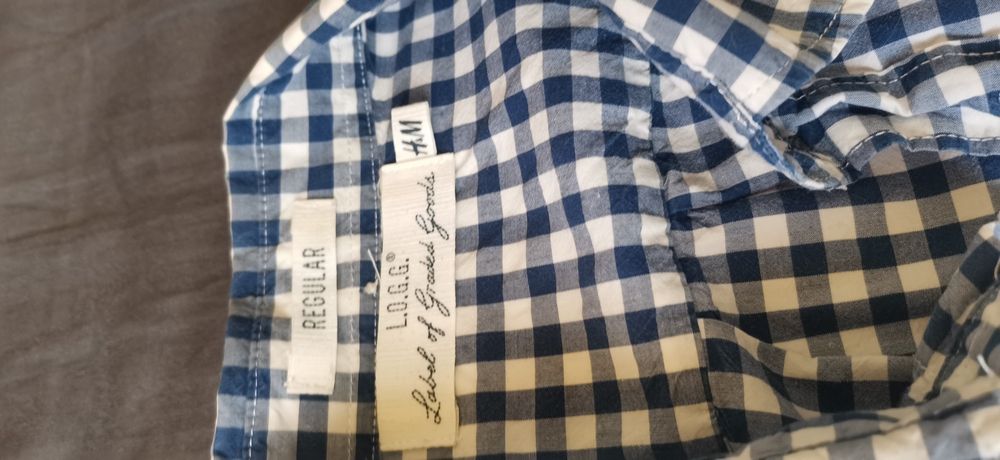 H&M
L.O.G.G.®
Label of Graded Goods
REGULAR